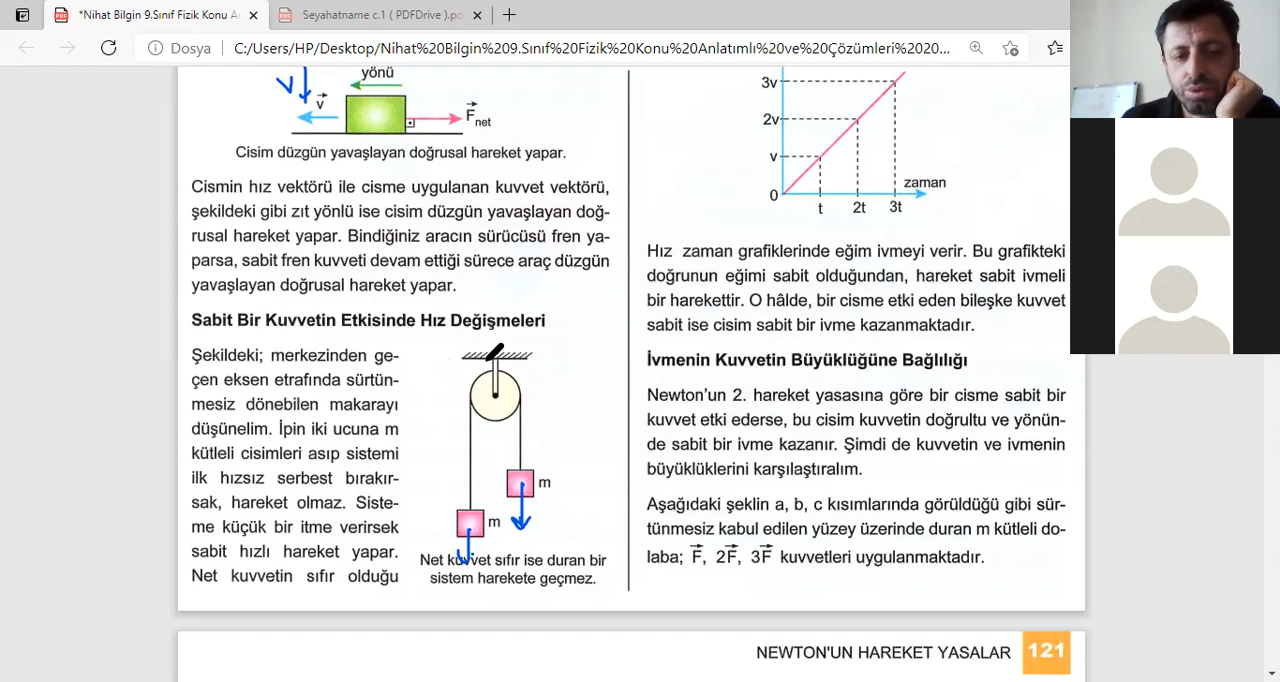 *Nihat Bilgin 9.Sınıf Fizik Konu A
Seyahatname c.1 ( PDFDrive ).pd
Dosya
C:/Users/HP/Desktop/Nihat%20Bilgin%209.Sınıf%20Fizik%20Konu%20Anlatımlı%20ve%20Çözümleri%2020...
yönü
v
v
F net
Cisim düzgün yavaşlayan doğrusal hareket yapar.
Cismin hız vektörü ile cisme uygulanan kuvvet vektörü,
şekildeki gibi zıt yönlü ise cisim düzgün yavaşlayan doğ-
rusal hareket yapar. Bindiğiniz aracın sürücüsü fren ya-
parsa, sabit fren kuvveti devam ettiği sürece araç düzgün
yavaşlayan doğrusal hareket yapar.
Sabit Bir Kuvvetin Etkisinde Hız Değişmeleri
Şekildeki; merkezinden ge-
çen eksen etrafında sürtün-
mesiz dönebilen makarayı
düşünelim. İpin iki ucuna m
kütleli cisimleri asıp sistemi
ilk hızsız serbest bırakır-
sak, hareket olmaz. Siste-
me küçük bir itme verirsek
sabit hızlı hareket yapar.
Net kuvvetin sıfır olduğu
m
m
Net kuvvet sıfır ise duran bir
sistem harekete geçmez.
3v
2v
v
0
t
2t
3t
zaman
Hız zaman grafiklerinde eğim ivmeyi verir. Bu grafikteki
doğrunun eğimi sabit olduğundan, hareket sabit ivmeli
bir harekettir. O hâlde, bir cisme etki eden bileşke kuvvet
sabit ise cisim sabit bir ivme kazanmaktadır.
İvmenin Kuvvetin Büyüklüğüne Bağlılığı
Newton'un 2. hareket yasasına göre bir cisme sabit bir
kuvvet etki ederse, bu cisim kuvvetin doğrultu ve yönün-
de sabit bir ivme kazanır. Şimdi de kuvvetin ve ivmenin
büyüklüklerini karşılaştıralım.
Aşağıdaki şeklin a, b, c kısımlarında görüldüğü gibi sür-
tünmesiz kabul edilen yüzey üzerinde duran m kütleli do-
laba; F, 2F, 3F kuvvetleri uygulanmaktadır.
NEWTON'UN HAREKET YASALAR
121